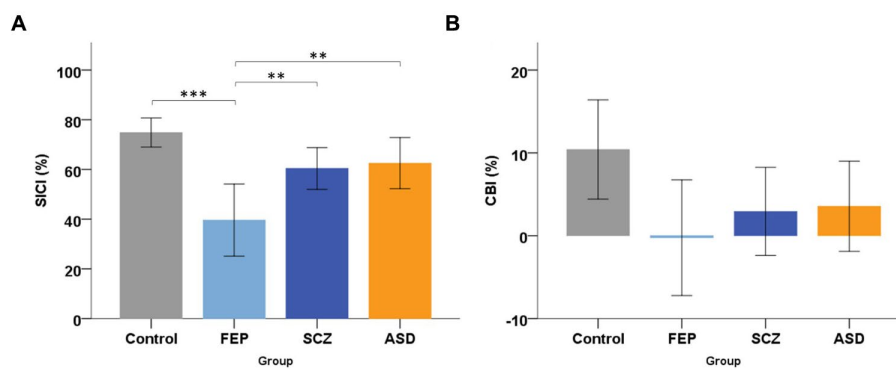 A
SICI (%)
100
80
60
40
20
0
***
**
**
Control FEP SCZ ASD
Group
B
CBI (%)
20
10
0
-10
Control FEP SCZ ASD
Group